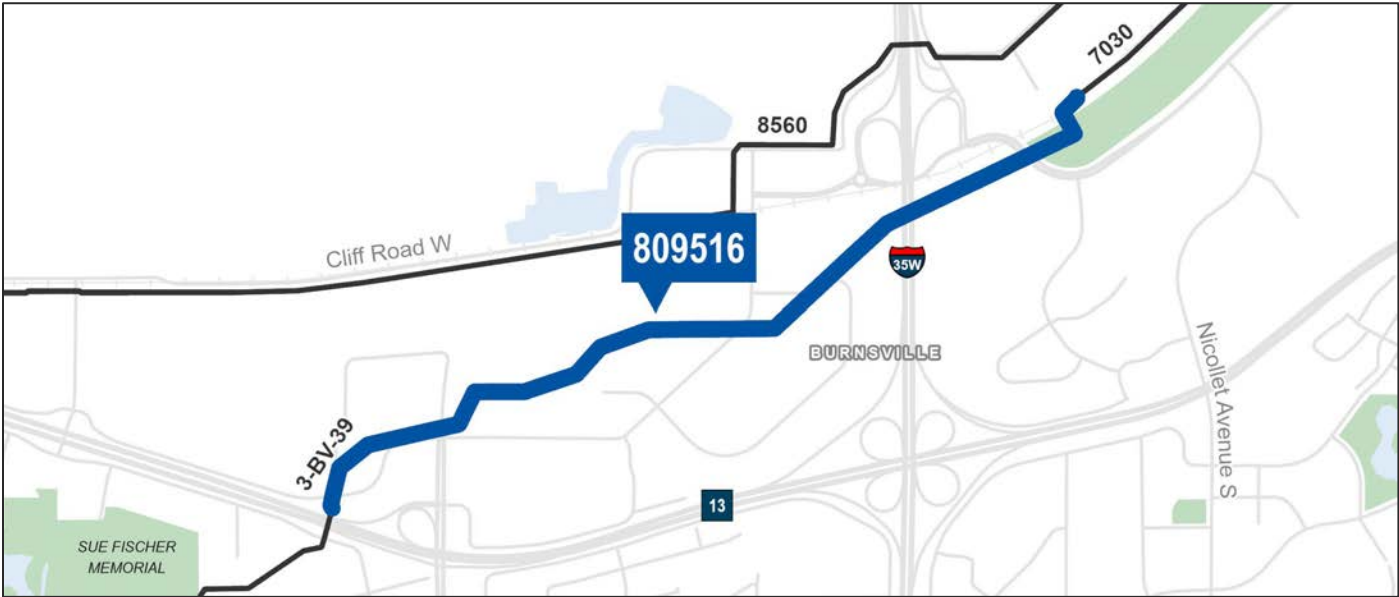 7030
8560
Cliff Road W
809516
35W
BURNSVILLE
Nicollet Avenue S
3-BV-39
13
SUE FISCHER
MEMORIAL